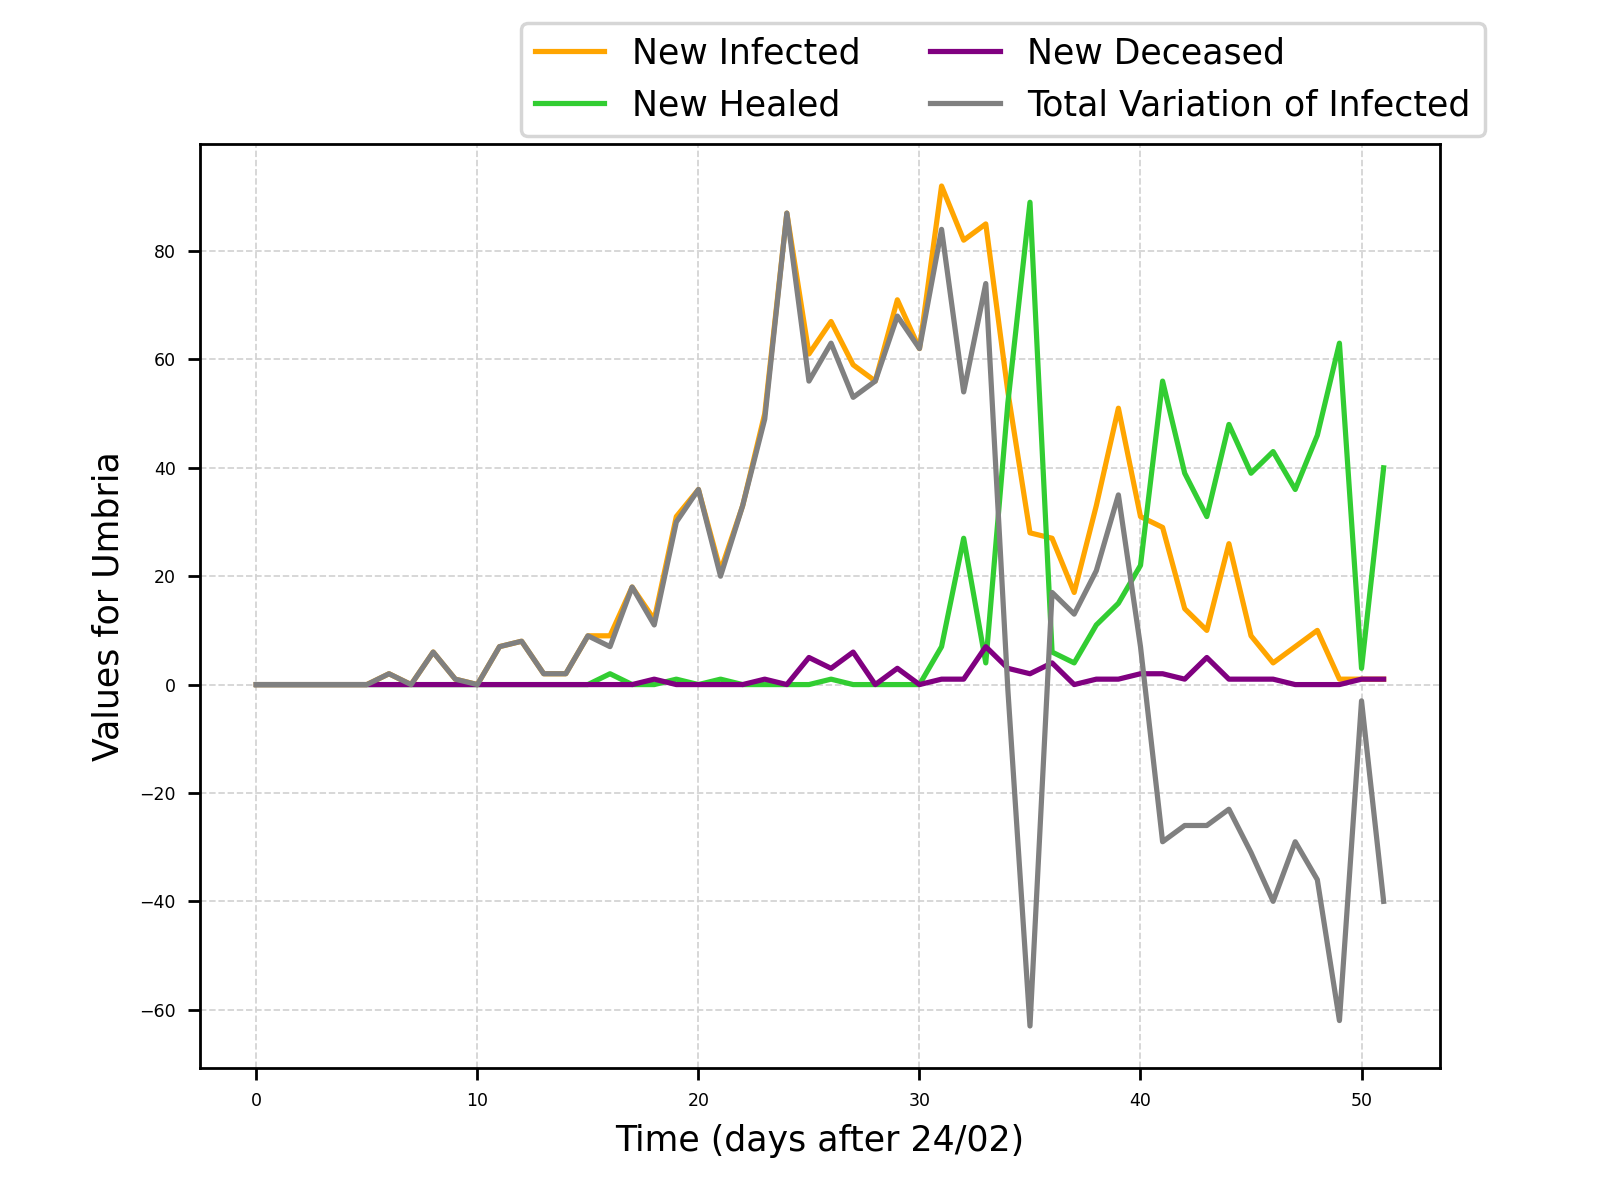 New Infected
New Healed
New Deceased
Total Variation of Infected
Values for Umbria
80
60
40
20
0
−20
−40
−60
0 10 20 30 40 50
Time (days after 24/02)